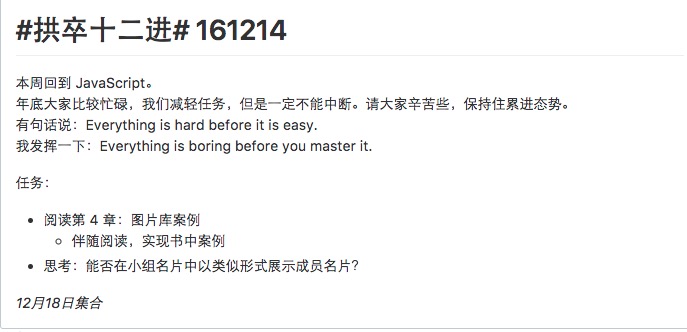 #拱卒十二进# 161214
本周回到 JavaScript。
年底大家比较忙碌，我们减轻任务，但是一定不能中断。请大家辛苦些，保持住累进态势。
有句话说：Everything is hard before it is easy.
我发挥一下：Everything is boring before you master it.
任务：
阅读第 4 章：图片库案例
伴随阅读，实现书中案例
思考：能否在小组名片中以类似形式展示成员名片？
12月18日集合